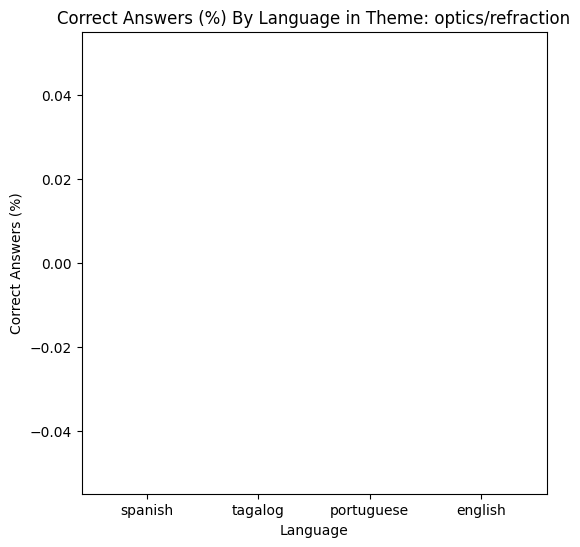 Correct Answers (%) By Language in Theme: optics/refraction
0.04
0.02
0.00
−0.02
−0.04
Correct Answers (%)
spanish tagalog portuguese english
Language